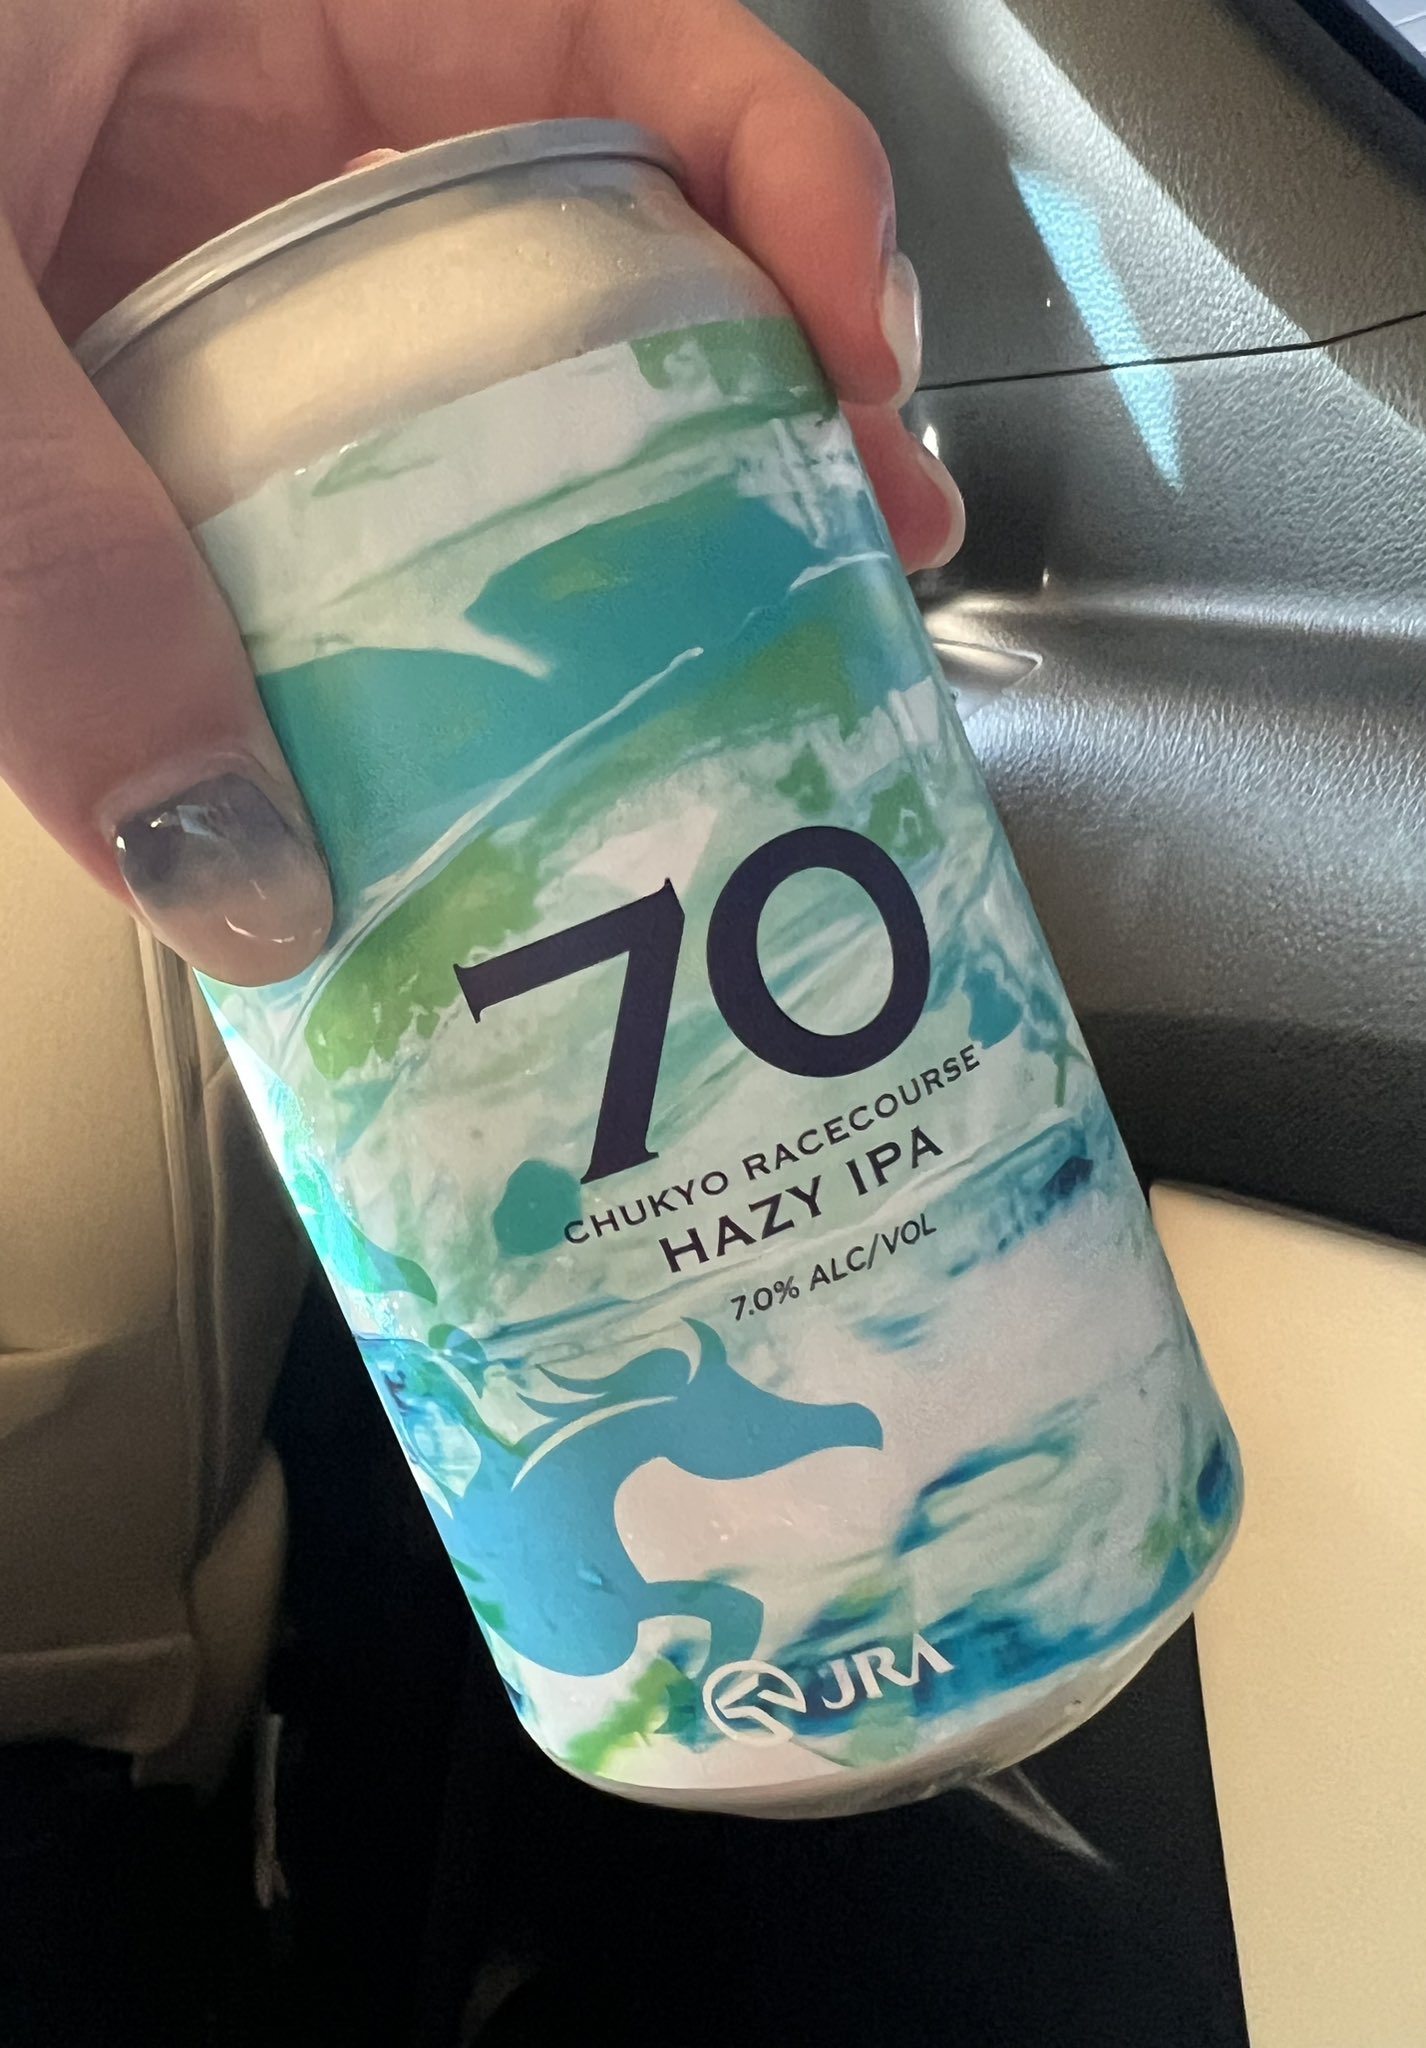 70
CHUKYO RACECOURSE
HAZY IPA
7.0% ALC/VOL
JRA